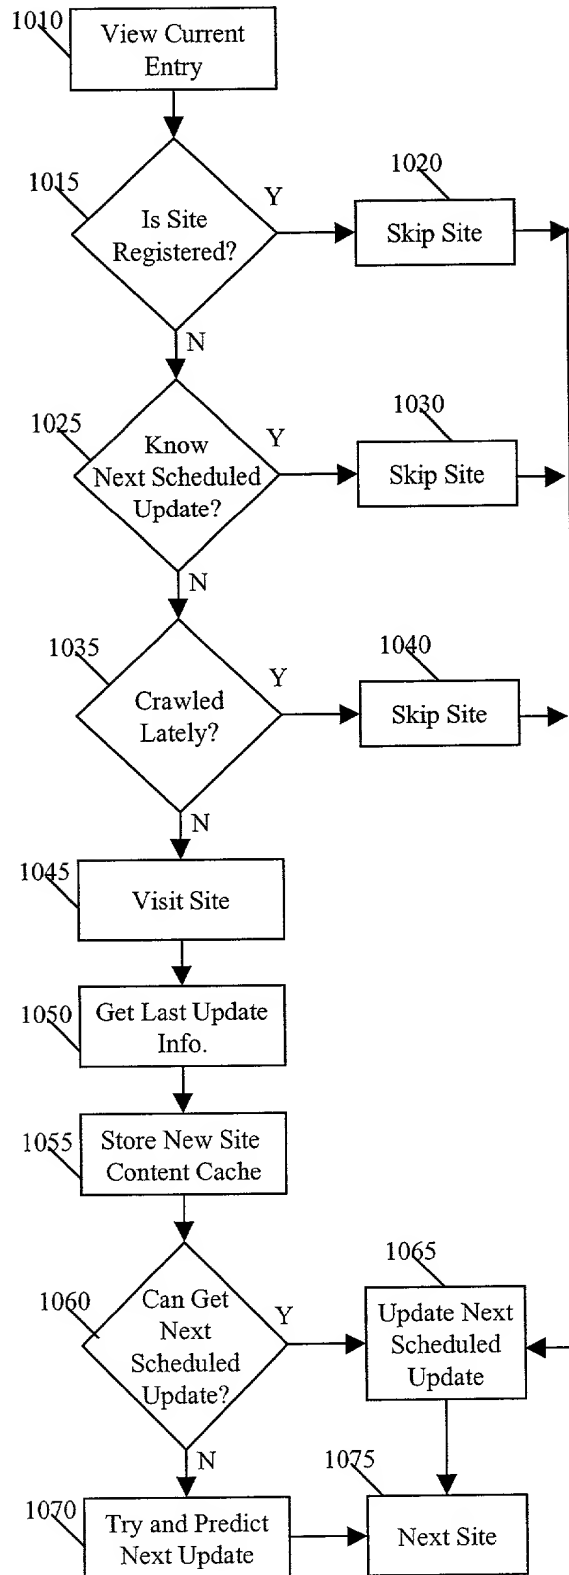 1010
View Current
Entry
1015
Is Site
Registered?
Y
1020
Skip Site
N
1025
Know
Next Scheduled
Update?
Y
1030
Skip Site
N
1035
Crawled
Lately?
Y
1040
Skip Site
N
1045
Visit Site
1050
Get Last Update
Info.
1055
Store New Site
Content Cache
1060
Can Get
Next
Scheduled
Update?
Y
1065
Update Next
Scheduled
Update
N
1070
Try and Predict
Next Update
1075
Next Site